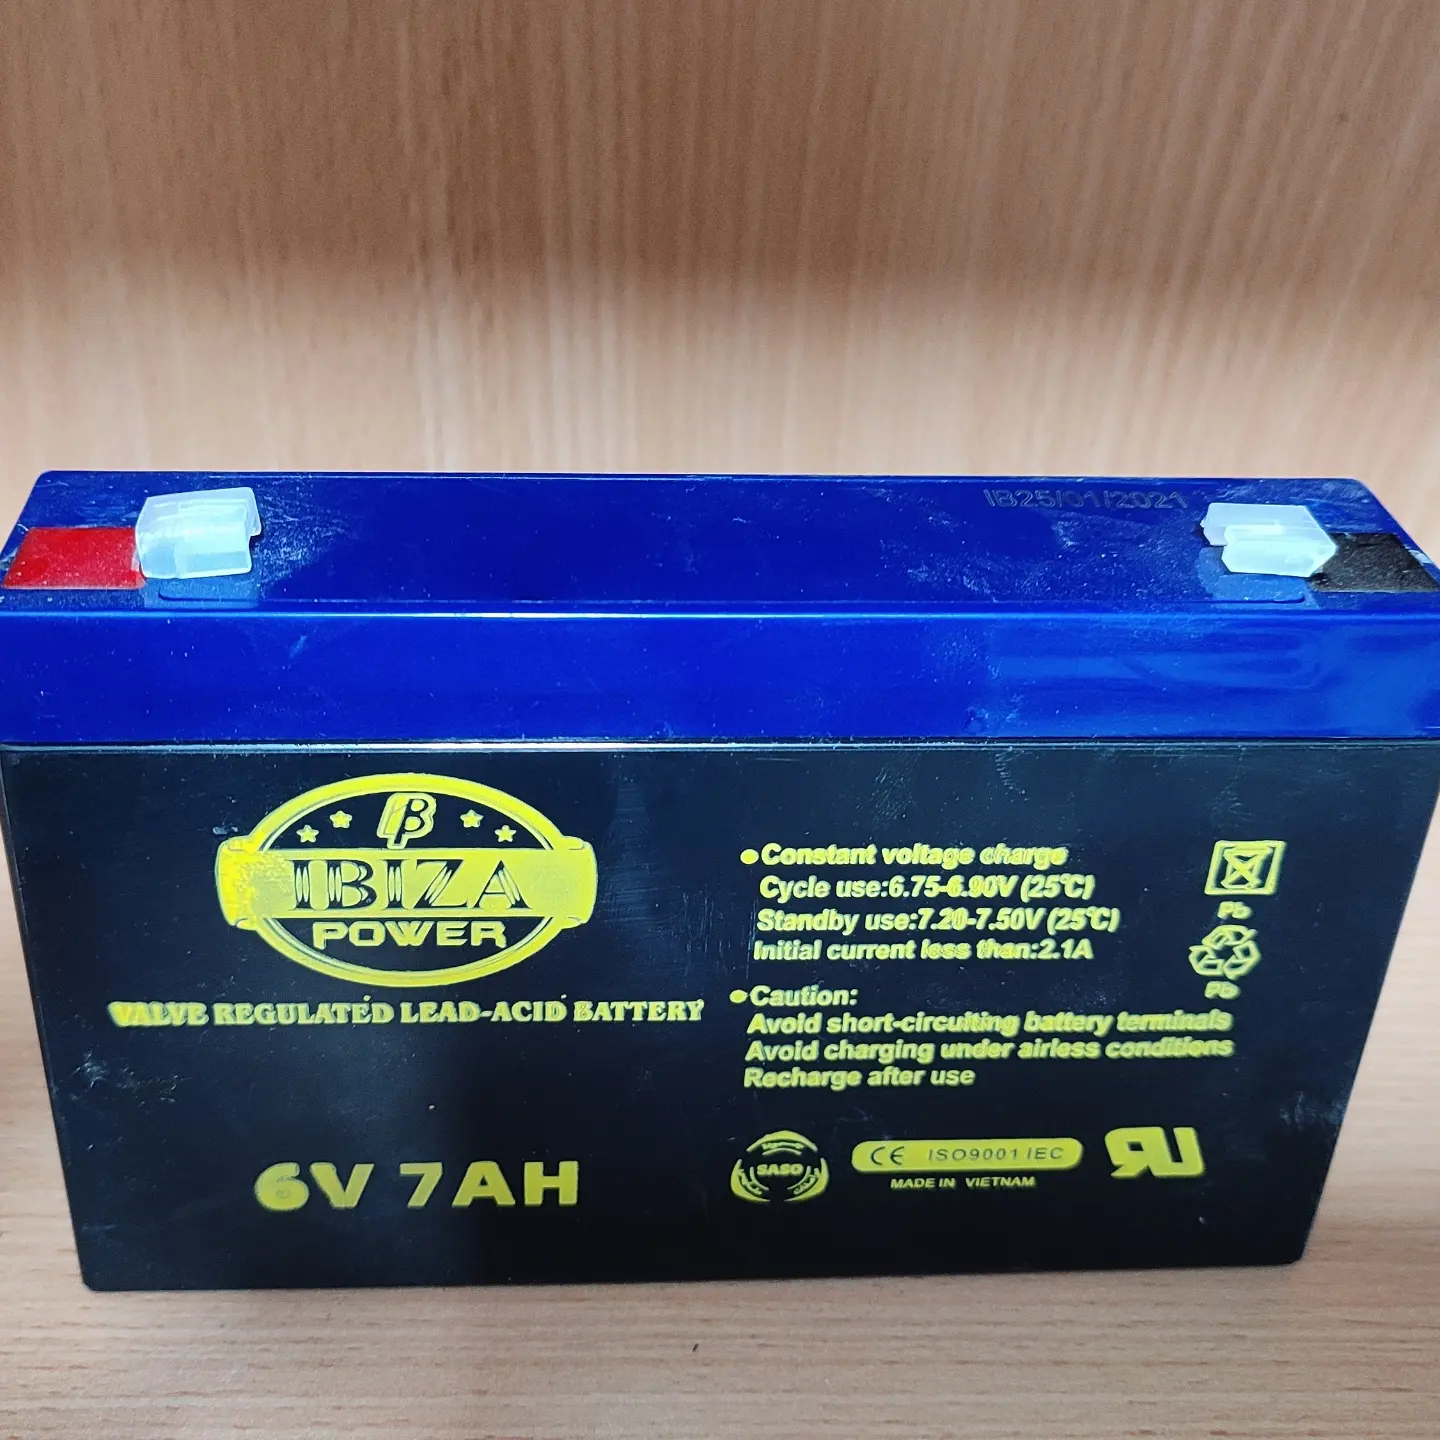 IB25/01/2021
IB
IBIZA
POWER
VALVE REGULATED LEAD-ACID BATTERY
6V 7AH
Constant voltage charge
Cycle use:6.75-6.90V (25℃)
Standby use:7.20-7.50V (25℃)
Initial current less than:2.1A
Pb
Pb
Caution:
Avoid short-circuiting battery terminals
Avoid charging under airless conditions
Recharge after use
SASO
CE ISO9001 IEC
MADE IN VIETNAM
RU